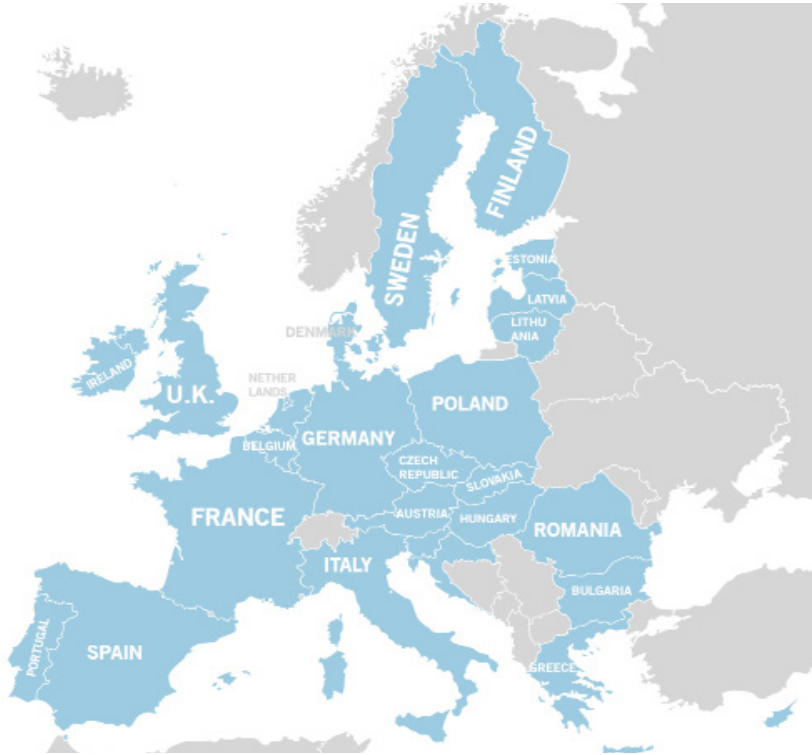 FINLAND
SWEDEN
ESTONIA
LATVIA
LITHU
ANIA
DENMARK
IRELAND
U.K.
NETHER
LANDS
POLAND
BELGIUM
GERMANY
CZECH
REPUBLIC
SLOVAKIA
FRANCE
AUSTRIA
HUNGARY
ROMANIA
ITALY
BULGARIA
PORTUGAL
SPAIN
GREECE